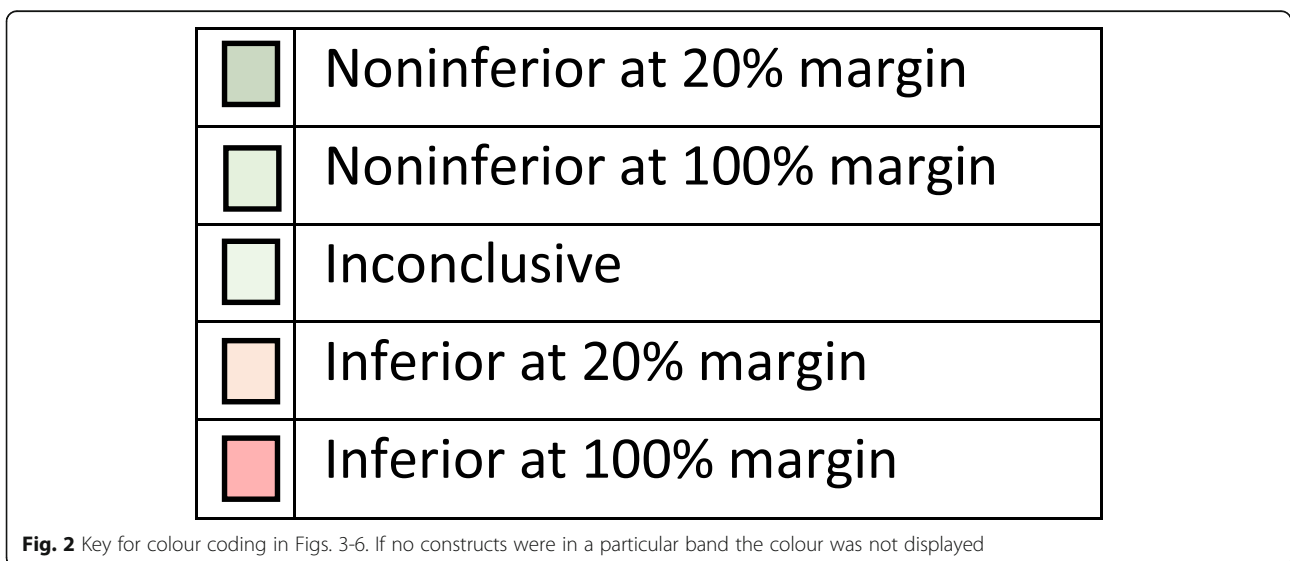 Noninferior at 20% margin
Noninferior at 100% margin
Inconclusive
Inferior at 20% margin
Inferior at 100% margin
Fig. 2 Key for colour coding in Figs. 3-6. If no constructs were in a particular band the colour was not displayed